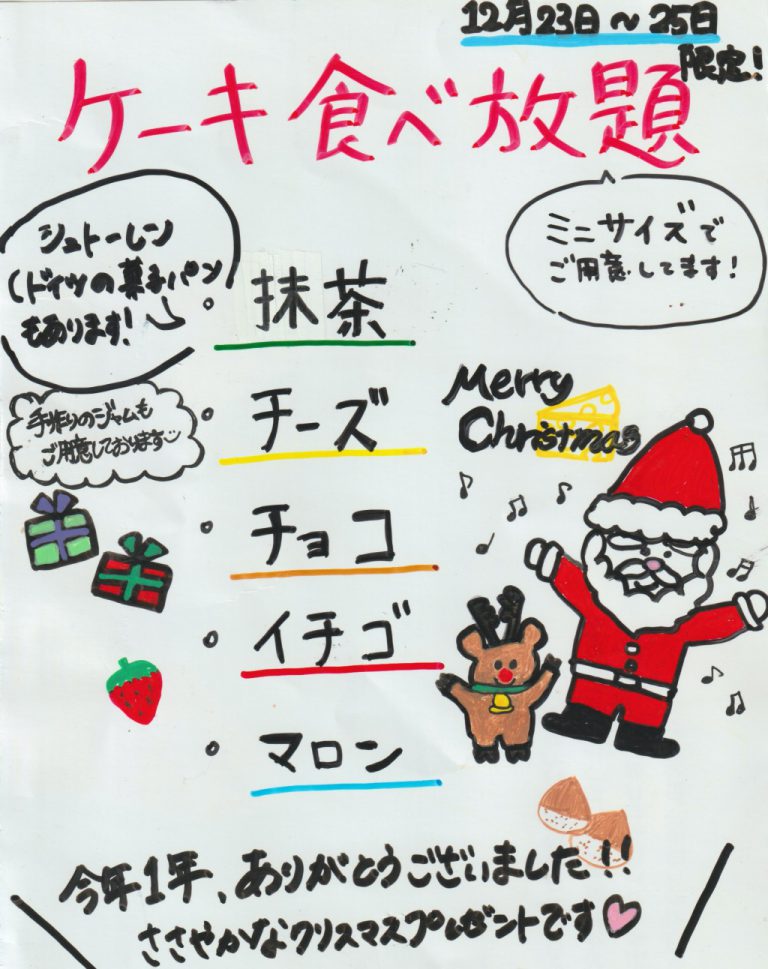 12月23日～25日
限定!
ケーキ食べ放題
シュトーレン
(ドイツの菓子パン
もあります!
ミニサイズで
ご用意してます!
・抹茶
手作りのジャムも
ご用意しております
・チーズ
・チョコ
・イチゴ
・マロン
Merry
Christmas
今年1年、ありがとうございました!!
ささやかなクリスマスプレゼントです